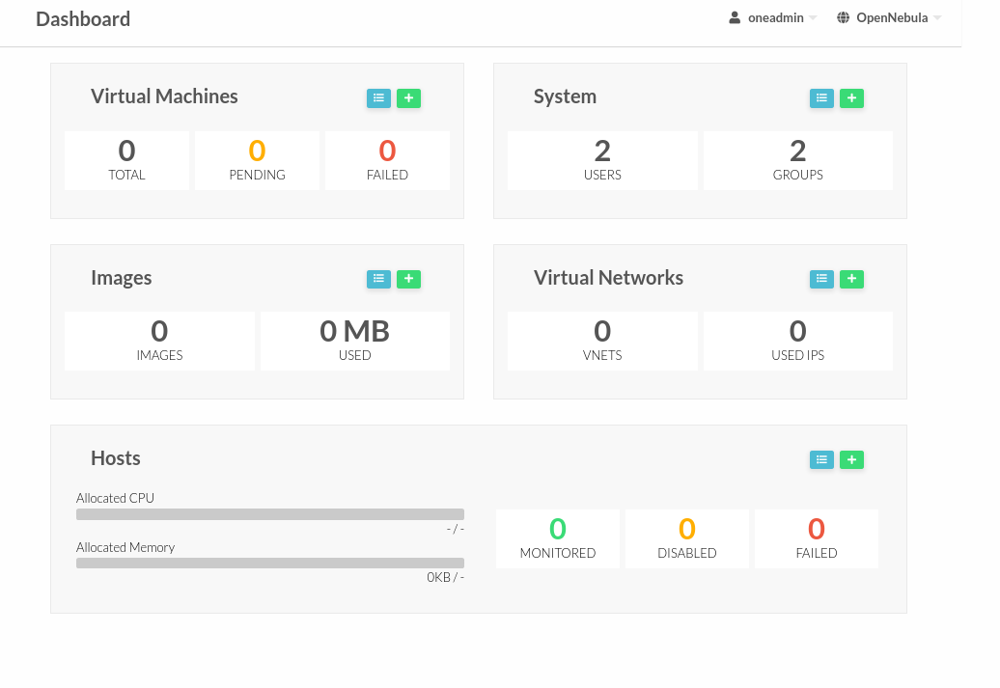 Dashboard
oneadmin
OpenNebula
Virtual Machines
0
TOTAL
0
PENDING
0
FAILED
System
2
USERS
2
GROUPS
Images
0
IMAGES
0 MB
USED
Virtual Networks
0
VNETS
0
USED IPS
Hosts
Allocated CPU
- / -
Allocated Memory
0KB / -
0
MONITORED
0
DISABLED
0
FAILED